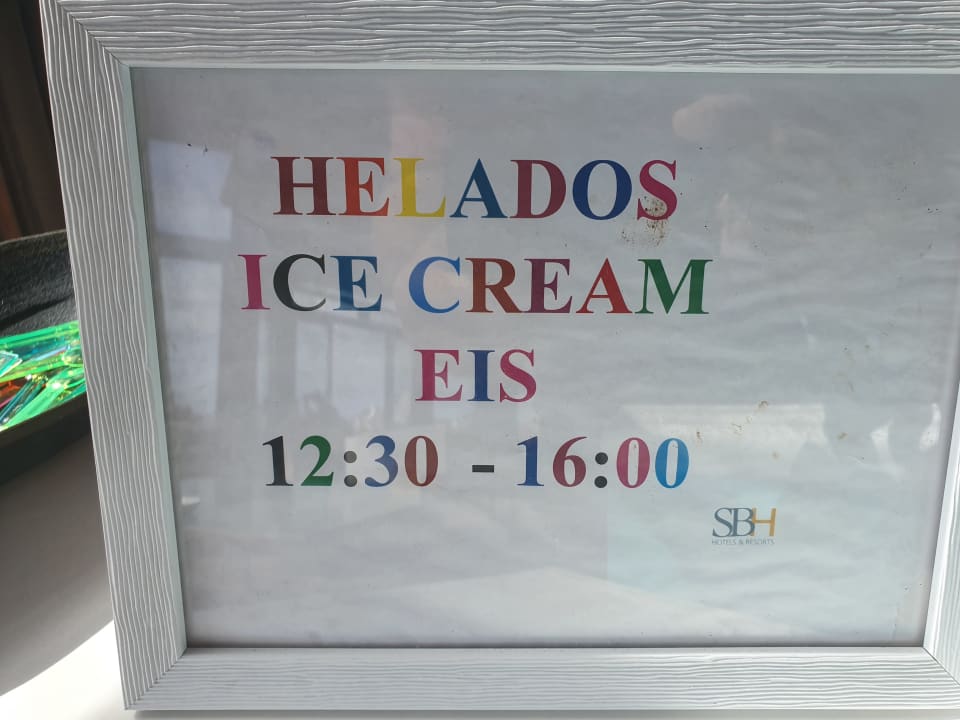 HELADOS
ICE CREAM
EIS
12:30 - 16:00
SBH
HOTELS & RESORTS